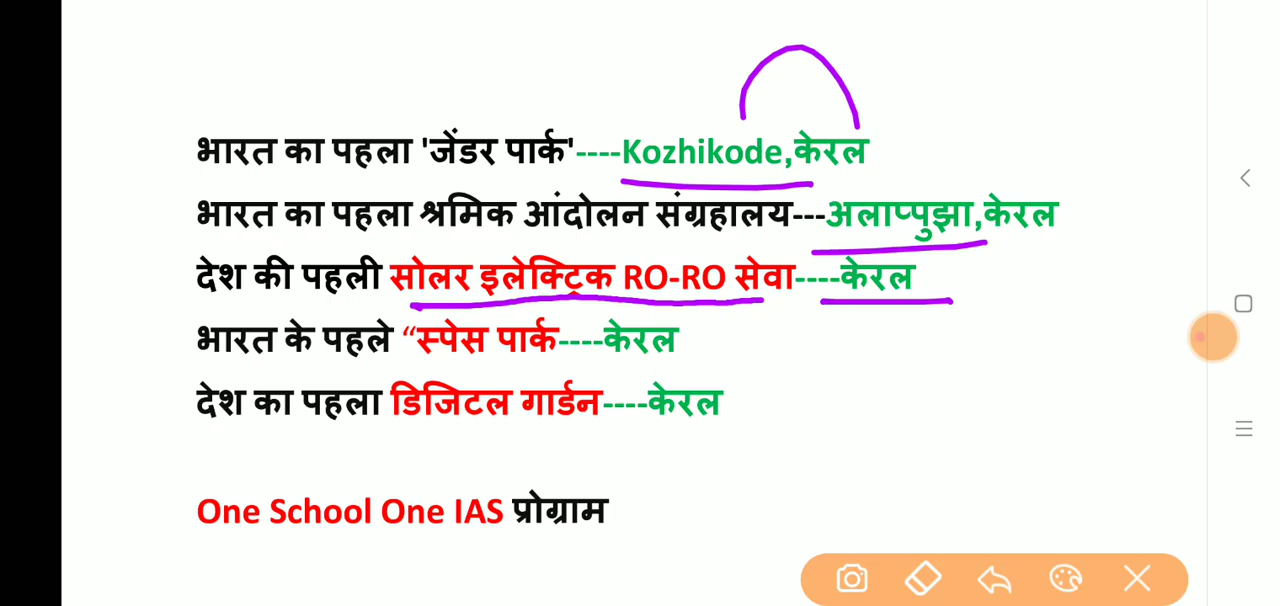 भारत का पहला 'जेंडर पार्क'----Kozhikode,केरल
भारत का पहला श्रमिक आंदोलन संग्रहालय---अलाप्पुझा,केरल
देश की पहली सोलर इलेक्टिक RO-RO सेवा----केरल
भारत के पहले “स्पेस पार्क----केरल
देश का पहला डिजिटल गार्डन----केरल
One School One IAS प्रोग्राम